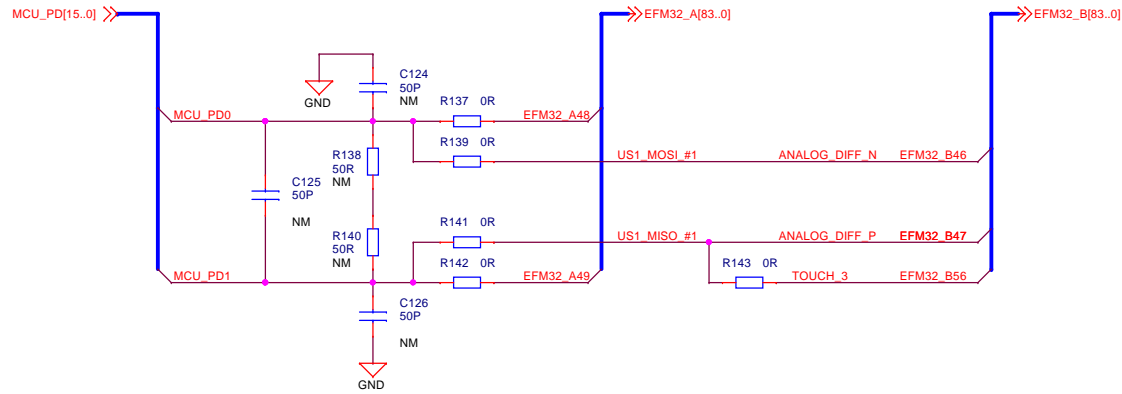 MCU_PD[15..0]
EFM32_A[83..0]
EFM32_B[83..0]
C124
50P
NM
GND
R137 0R
MCU_PD0
EFM32_A48
R139 0R
R138
50R
NM
US1_MOSI_#1
ANALOG_DIFF_N
EFM32_B46
C125
50P
NM
R141 0R
R140
50R
NM
US1_MISO_#1
ANALOG_DIFF_P
EFM32_B47
R142 0R
R143 0R
MCU_PD1
EFM32_A49
TOUCH_3
EFM32_B56
C126
50P
NM
GND